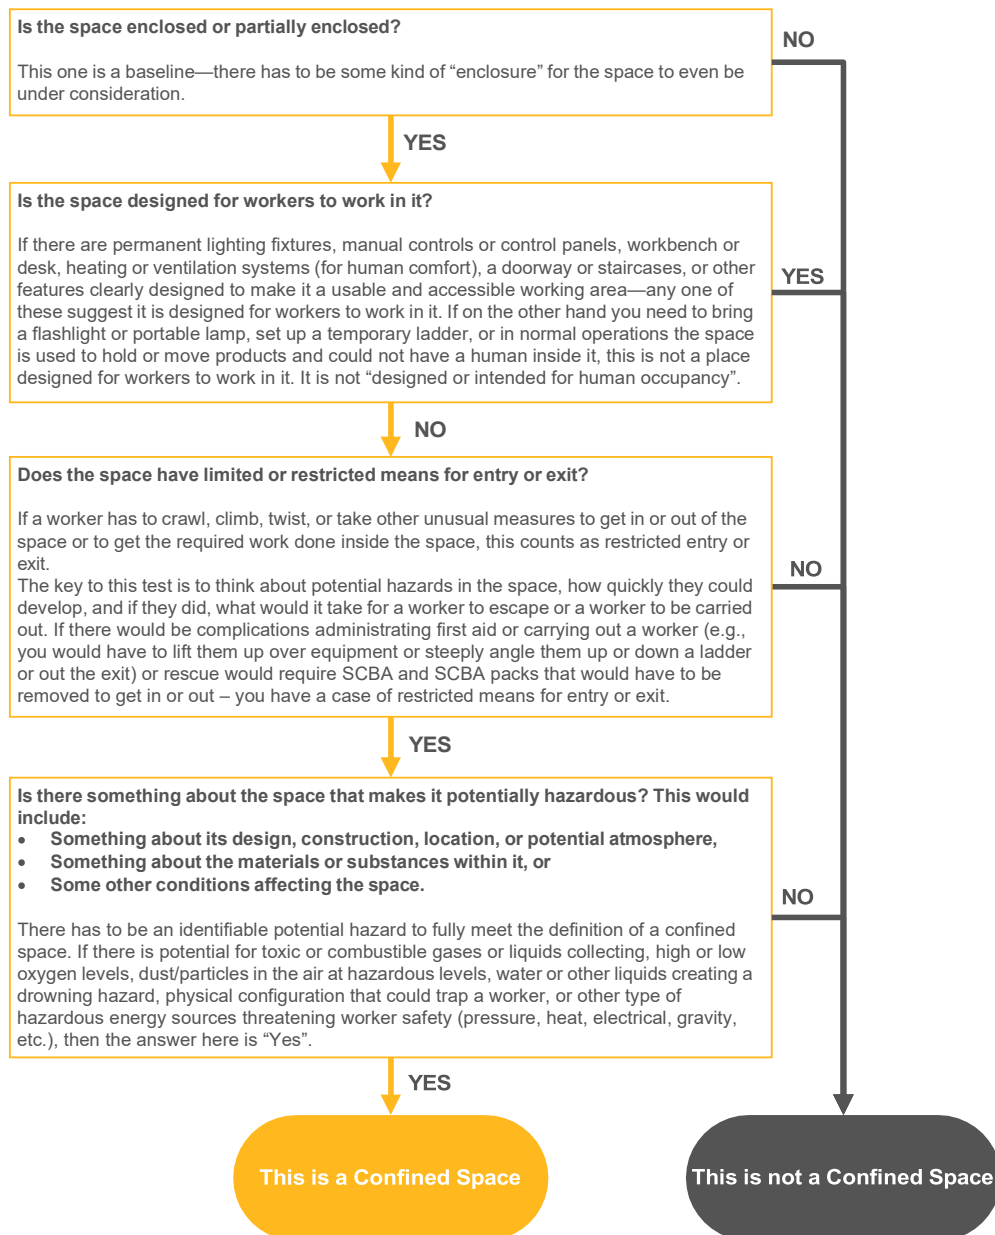 Is the space enclosed or partially enclosed?
NO
This one is a baseline—there has to be some kind of “enclosure” for the space to even be
under consideration.
YES
Is the space designed for workers to work in it?
If there are permanent lighting fixtures, manual controls or control panels, workbench or
desk, heating or ventilation systems (for human comfort), a doorway or staircases, or other
features clearly designed to make it a usable and accessible working area—any one of
these suggest it is designed for workers to work in it. If on the other hand you need to bring
a flashlight or portable lamp, set up a temporary ladder, or in normal operations the space
is used to hold or move products and could not have a human inside it, this is not a place
designed for workers to work in it. It is not “designed or intended for human occupancy”.
YES
NO
Does the space have limited or restricted means for entry or exit?
If a worker has to crawl, climb, twist, or take other unusual measures to get in or out of the
space or to get the required work done inside the space, this counts as restricted entry or
exit.
The key to this test is to think about potential hazards in the space, how quickly they could
develop, and if they did, what would it take for a worker to escape or a worker to be carried
out. If there would be complications administrating first aid or carrying out a worker (e.g.,
you would have to lift them up over equipment or steeply angle them up or down a ladder
or out the exit) or rescue would require SCBA and SCBA packs that would have to be
removed to get in or out – you have a case of restricted means for entry or exit.
NO
YES
Is there something about the space that makes it potentially hazardous? This would
include:
• Something about its design, construction, location, or potential atmosphere,
• Something about the materials or substances within it, or
• Some other conditions affecting the space.
NO
There has to be an identifiable potential hazard to fully meet the definition of a confined
space. If there is potential for toxic or combustible gases or liquids collecting, high or low
oxygen levels, dust/particles in the air at hazardous levels, water or other liquids creating a
drowning hazard, physical configuration that could trap a worker, or other type of
hazardous energy sources threatening worker safety (pressure, heat, electrical, gravity,
etc.), then the answer here is “Yes”.
YES
This is a Confined Space
This is not a Confined Space